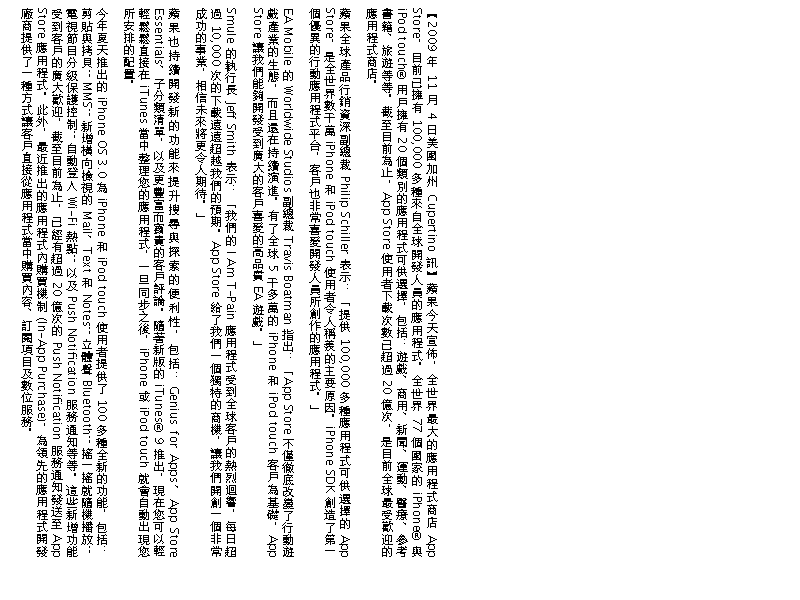 【2009 年 11 月 4 日美國加州 Cupertino 訊】蘋果今天宣佈，全世界最大的應用程式商店 App
Store，目前已擁有 100,000 多種來自全球開發人員的應用程式。全世界 77 個國家的 iPhone® 與
iPod touch® 用戶擁有 20 個類別的應用程式可供選擇，包括：遊戲、商用、新聞、運動、醫療、參考
書籍、旅遊等等。截至目前為止，App Store 使用者下載次數已超過 20 億次，是目前全球最受歡迎的
應用程式商店。
蘋果全球產品行銷資深副總裁 Philip Schiller 表示：「提供 100,000 多種應用程式可供選擇的 App
Store，是全世界數千萬 iPhone 和 iPod touch 使用者令人稱羨的主要原因。iPhone SDK 創造了第一
個優異的行動應用程式平台，客戶也非常喜愛開發人員所創作的應用程式。」
EA Mobile 的 Worldwide Studios 副總裁 Travis Boatman 指出：「App Store 不僅徹底改變了行動遊
戲產業的生態，而且還在持續演進。有了全球 5 千多萬的 iPhone 和 iPod touch 客戶為基礎，App
Store 讓我們能夠開發受到廣大的客戶喜愛的高品質 EA 遊戲。」
Smule 的執行長 Jeff Smith 表示：「我們的 I Am T-Pain 應用程式受到全球客戶的熱烈迴響，每日超
過 10,000 次的下載遠遠超越我們的預期。App Store 給了我們一個獨特的商機，讓我們開創一個非常
成功的事業，相信未來將更令人期待。」
蘋果也持續開發新的功能來提升搜尋與探索的便利性，包括：Genius for Apps、App Store
Essentials、子分類清單，以及更豐富而寶貴的客戶評論。隨著新版的 iTunes® 9 推出，現在您可以輕
輕鬆鬆直接在 iTunes 當中整理您的應用程式，一旦同步之後，iPhone 或 iPod touch 就會自動出現您
所安排的配置。
今年夏天推出的 iPhone OS 3.0 為 iPhone 和 iPod touch 使用者提供了 100 多種全新的功能，包括：
剪貼與拷貝；MMS；新增橫向檢視的 Mail、Text 和 Notes；立體聲 Bluetooth；搖一搖就隨機播放；
電視節目分級保護控制；自動登入 Wi-Fi 熱點；以及 Push Notification 服務通知等等。這些新增功能
受到客戶的廣大歡迎，截至目前為止，已經有超過 20 億次的 Push Notification 服務通知發送至 App
Store 應用程式。此外，最近推出的應用程式內購買機制 (In-App Purchase)，為領先的應用程式開發
廠商提供了一種方式讓客戶直接從應用程式當中購買內容、訂閱項目及數位服務。